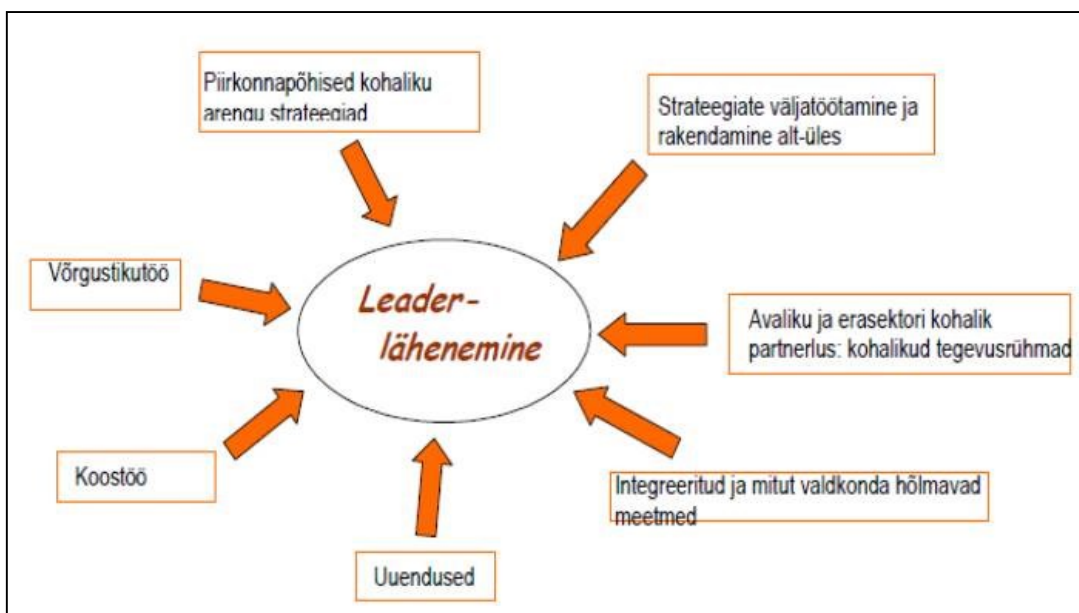 Piirkonnapõhised kohaliku
arengu strateegiad
Strateegiate väljatöötamine ja
rakendamine alt-üles
Võrgustikutöö
Leader-
lähenemine
Avaliku ja erasektori kohalik
partnerlus: kohalikud tegevusrühmad
Koostöö
Integreeritud ja mitut valdkonda hõlmavad
meetmed
Uuendused